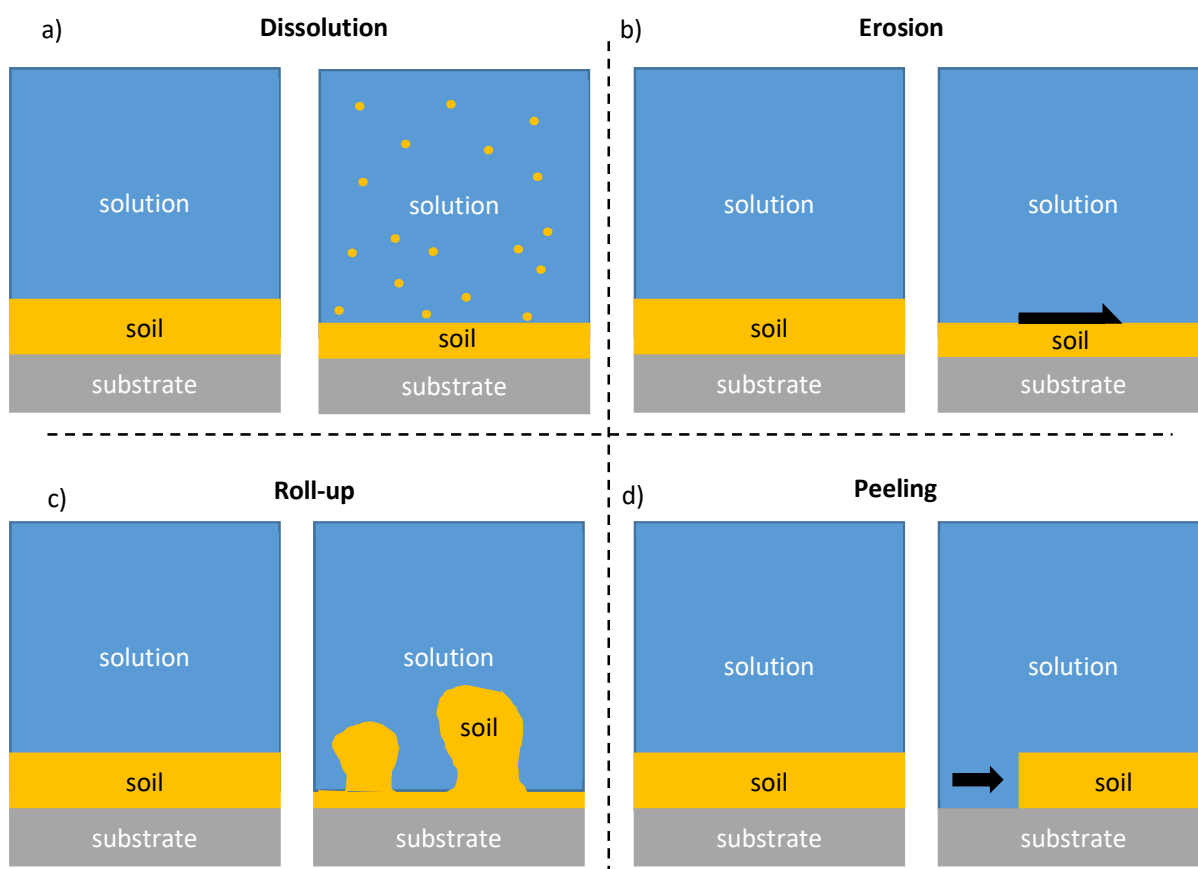 a)
Dissolution
solution
soil
substrate
solution
soil
substrate
b)
Erosion
solution
soil
substrate
solution
soil
substrate
c)
Roll-up
solution
soil
substrate
solution
soil
substrate
d)
Peeling
solution
soil
substrate
solution
soil
substrate